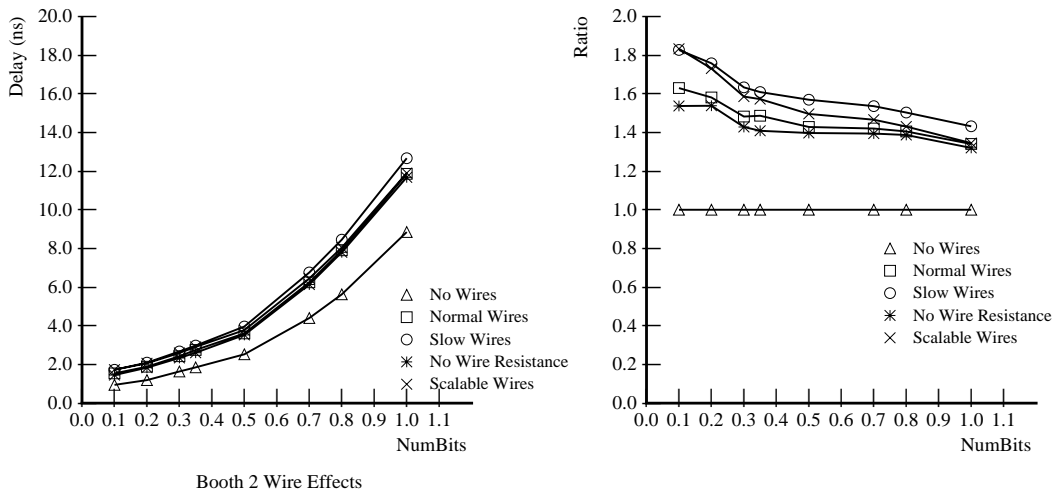 Delay (ns)
20.0
18.0
16.0
14.0
12.0
10.0
8.0
6.0
4.0
2.0
0.0
0.0 0.1 0.2 0.3 0.4 0.5 0.6 0.7 0.8 0.9 1.0 1.1
NumBits
No Wires
Normal Wires
Slow Wires
No Wire Resistance
Scalable Wires
Booth 2 Wire Effects
Ratio
2.0
1.8
1.6
1.4
1.2
1.0
0.8
0.6
0.4
0.2
0.0
0.0 0.1 0.2 0.3 0.4 0.5 0.6 0.7 0.8 0.9 1.0 1.1
NumBits
No Wires
Normal Wires
Slow Wires
No Wire Resistance
Scalable Wires